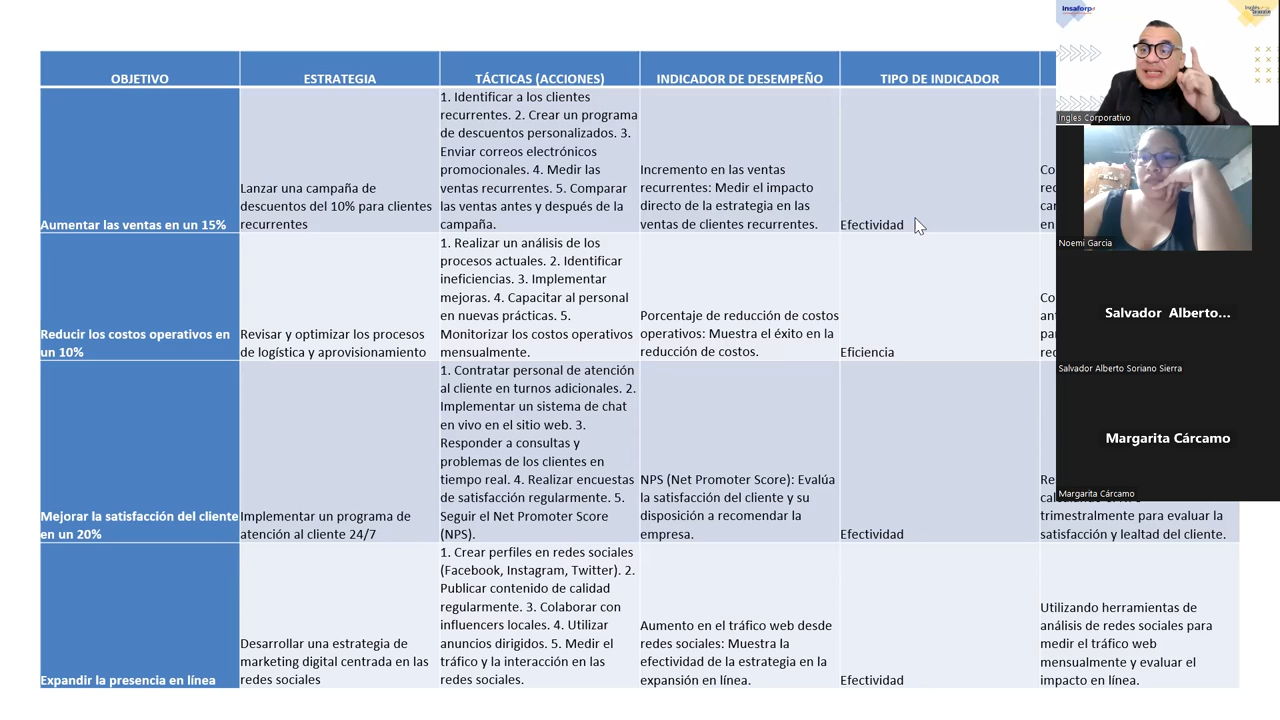 OBJETIVO
ESTRATEGIA
TÁCTICAS (ACCIONES)
INDICADOR DE DESEMPEÑO
TIPO DE INDICADOR
Aumentar las ventas en un 15%
Lanzar una campaña de
descuentos del 10% para clientes
recurrentes
1. Identificar a los clientes
recurrentes. 2. Crear un programa
de descuentos personalizados. 3.
Enviar correos electrónicos
promocionales. 4. Medir las
ventas recurrentes. 5. Comparar
las ventas antes y después de la
campaña.
Incremento en las ventas
recurrentes: Medir el impacto
directo de la estrategia en las
ventas de clientes recurrentes.
Efectividad
Reducir los costos operativos en
un 10%
Revisar y optimizar los procesos
de logística y aprovisionamiento
1. Realizar un análisis de los
procesos actuales. 2. Identificar
ineficiencias. 3. Implementar
mejoras. 4. Capacitar al personal
en nuevas prácticas. 5.
Monitorizar los costos operativos
mensualmente.
Porcentaje de reducción de costos
operativos: Muestra el éxito en la
reducción de costos.
Eficiencia
Mejorar la satisfacción del cliente
en un 20%
Implementar un programa de
atención al cliente 24/7
1. Contratar personal de atención
al cliente en turnos adicionales. 2.
Implementar un sistema de chat
en vivo en el sitio web. 3.
Responder a consultas y
problemas de los clientes en
tiempo real. 4. Realizar encuestas
de satisfacción regularmente. 5.
Seguir el Net Promoter Score
(NPS).
NPS (Net Promoter Score): Evalúa
la satisfacción del cliente y su
disposición a recomendar la
empresa.
Efectividad
trimestralmente para evaluar la
satisfacción y lealtad del cliente.
Expandir la presencia en línea
Desarrollar una estrategia de
marketing digital centrada en las
redes sociales
1. Crear perfiles en redes sociales
(Facebook, Instagram, Twitter). 2.
Publicar contenido de calidad
regularmente. 3. Colaborar con
influencers locales. 4. Utilizar
anuncios dirigidos. 5. Medir el
tráfico y la interacción en las
redes sociales.
Aumento en el tráfico web desde
redes sociales: Muestra la
efectividad de la estrategia en la
expansión en línea.
Efectividad
Utilizando herramientas de
análisis de redes sociales para
medir el tráfico web
mensualmente y evaluar el
impacto en línea.
insaforp
Ingles Corporativo
Noemi Garcia
Salvador Alberto...
Salvador Alberto Soriano Sierra
Margarita Cárcamo
Margarita Cárcamo